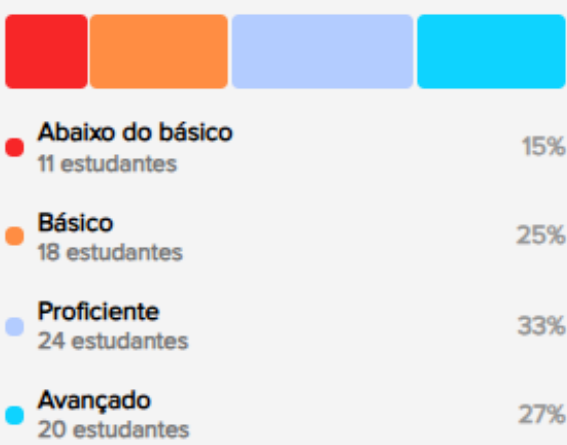 Abaixo do básico
11 estudantes
15%
Básico
18 estudantes
25%
Proficiente
24 estudantes
33%
Avançado
20 estudantes
27%